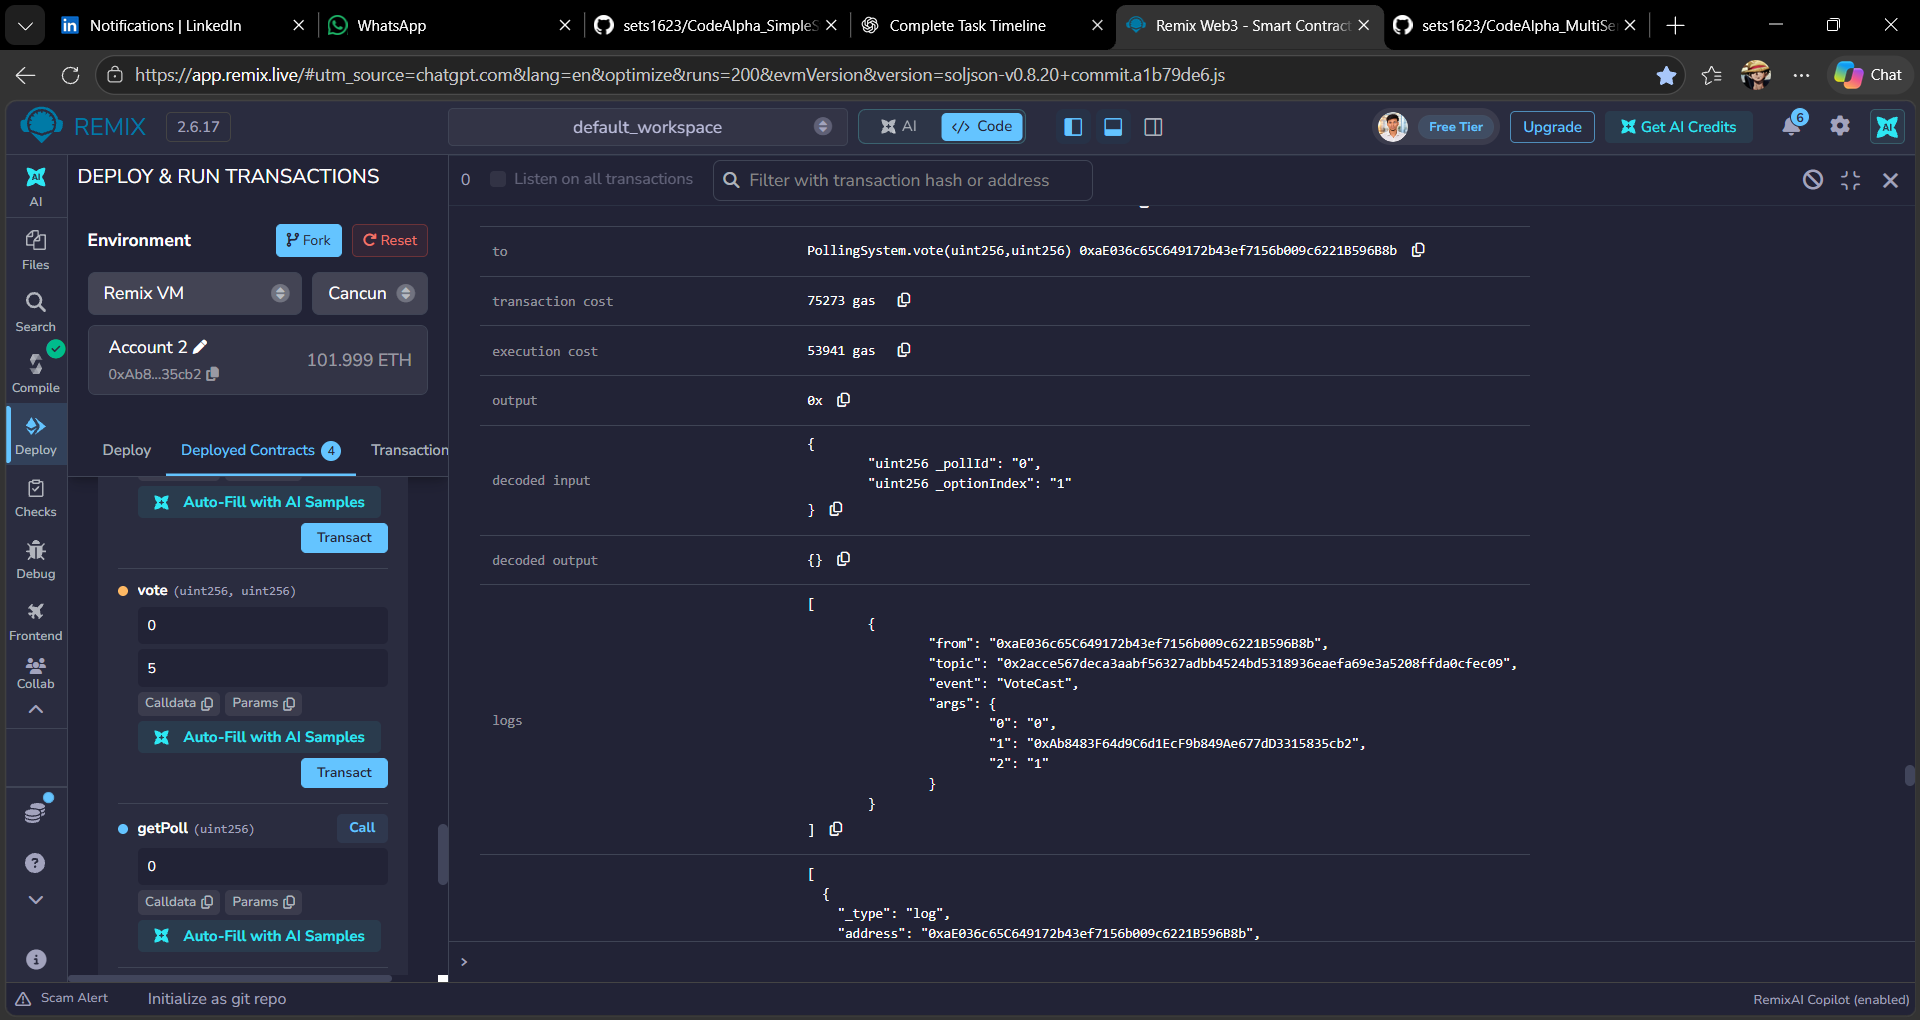 Notifications | LinkedIn
WhatsApp
sets1623/CodeAlpha_SimpleS
Complete Task Timeline
Remix Web3 - Smart Contract
sets1623/CodeAlpha_MultiSe
https://app.remix.live/#utm_source=chatgpt.com&lang=en&optimize&runs=200&evmVersion&version=soljson-v0.8.20+commit.a1b79de6.js
Chat
REMIX
2.6.17
default_workspace
AI
</> Code
Free Tier
Upgrade
Get AI Credits
6
AI
AI
AI
Files
Search
Compile
Deploy
Checks
Debug
Frontend
Collab
DEPLOY & RUN TRANSACTIONS
Environment
Fork
Reset
Remix VM
Cancun
Account 2
0xAb8...35cb2
101.999 ETH
Deploy
Deployed Contracts 4
Transaction
Auto-Fill with AI Samples
Transact
vote (uint256, uint256)
0
5
Calldata
Params
Auto-Fill with AI Samples
Transact
getPoll (uint256)
Call
0
Calldata
Params
Auto-Fill with AI Samples
0
Listen on all transactions
Filter with transaction hash or address
to PollingSystem.vote(uint256,uint256) 0xaE036c65C649172b43ef7156b009c6221B596B8b
transaction cost 75273 gas
execution cost 53941 gas
output 0x
decoded input
{
"uint256 _pollId": "0",
"uint256 _optionIndex": "1"
}
decoded output {}
logs
[
{
"from": "0xaE036c65C649172b43ef7156b009c6221B596B8b",
"topic": "0x2acce567deca3aabf56327adbb4524bd5318936eaefa69e3a5208ffda0cfec09",
"event": "VoteCast",
"args": {
"0": "0",
"1": "0xAb8483F64d9C6d1EcF9b849Ae677dD3315835cb2",
"2": "1"
}
}
]
[
{
"_type": "log",
"address": "0xaE036c65C649172b43ef7156b009c6221B596B8b",
>
Scam Alert
Initialize as git repo
RemixAI Copilot (enabled)